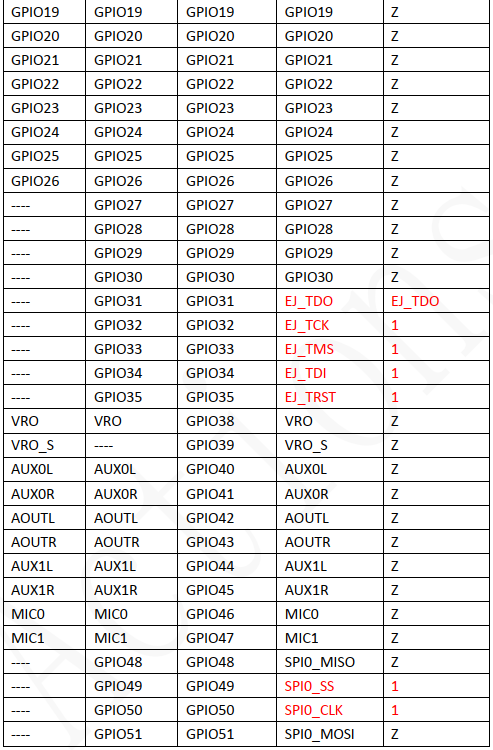 GPIO19 GPIO19 GPIO19 GPIO19 Z
GPIO20 GPIO20 GPIO20 GPIO20 Z
GPIO21 GPIO21 GPIO21 GPIO21 Z
GPIO22 GPIO22 GPIO22 GPIO22 Z
GPIO23 GPIO23 GPIO23 GPIO23 Z
GPIO24 GPIO24 GPIO24 GPIO24 Z
GPIO25 GPIO25 GPIO25 GPIO25 Z
GPIO26 GPIO26 GPIO26 GPIO26 Z
---- GPIO27 GPIO27 GPIO27 Z
---- GPIO28 GPIO28 GPIO28 Z
---- GPIO29 GPIO29 GPIO29 Z
---- GPIO30 GPIO30 GPIO30 Z
---- GPIO31 GPIO31 EJ_TDO EJ_TDO
---- GPIO32 GPIO32 EJ_TCK 1
---- GPIO33 GPIO33 EJ_TMS 1
---- GPIO34 GPIO34 EJ_TDI 1
---- GPIO35 GPIO35 EJ_TRST 1
VRO VRO GPIO38 VRO Z
VRO_S ---- GPIO39 VRO_S Z
AUX0L AUX0L GPIO40 AUX0L Z
AUX0R AUX0R GPIO41 AUX0R Z
AOUTL AOUTL GPIO42 AOUTL Z
AOUTR AOUTR GPIO43 AOUTR Z
AUX1L AUX1L GPIO44 AUX1L Z
AUX1R AUX1R GPIO45 AUX1R Z
MIC0 MIC0 GPIO46 MIC0 Z
MIC1 MIC1 GPIO47 MIC1 Z
---- GPIO48 GPIO48 SPI0_MISO Z
---- GPIO49 GPIO49 SPI0_SS 1
---- GPIO50 GPIO50 SPI0_CLK 1
---- GPIO51 GPIO51 SPI0_MOSI Z
Actions